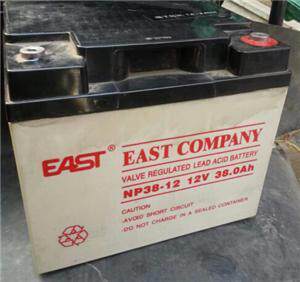 EAST
EAST COMPANY
VALVE REGULATED LEAD ACID BATTERY
NP38-12 12V 38.0Ah
CAUTION:
.AVOID SHORT CIRCUIT
.DO NOT CHARGE IN A SEALED CONTAINER.